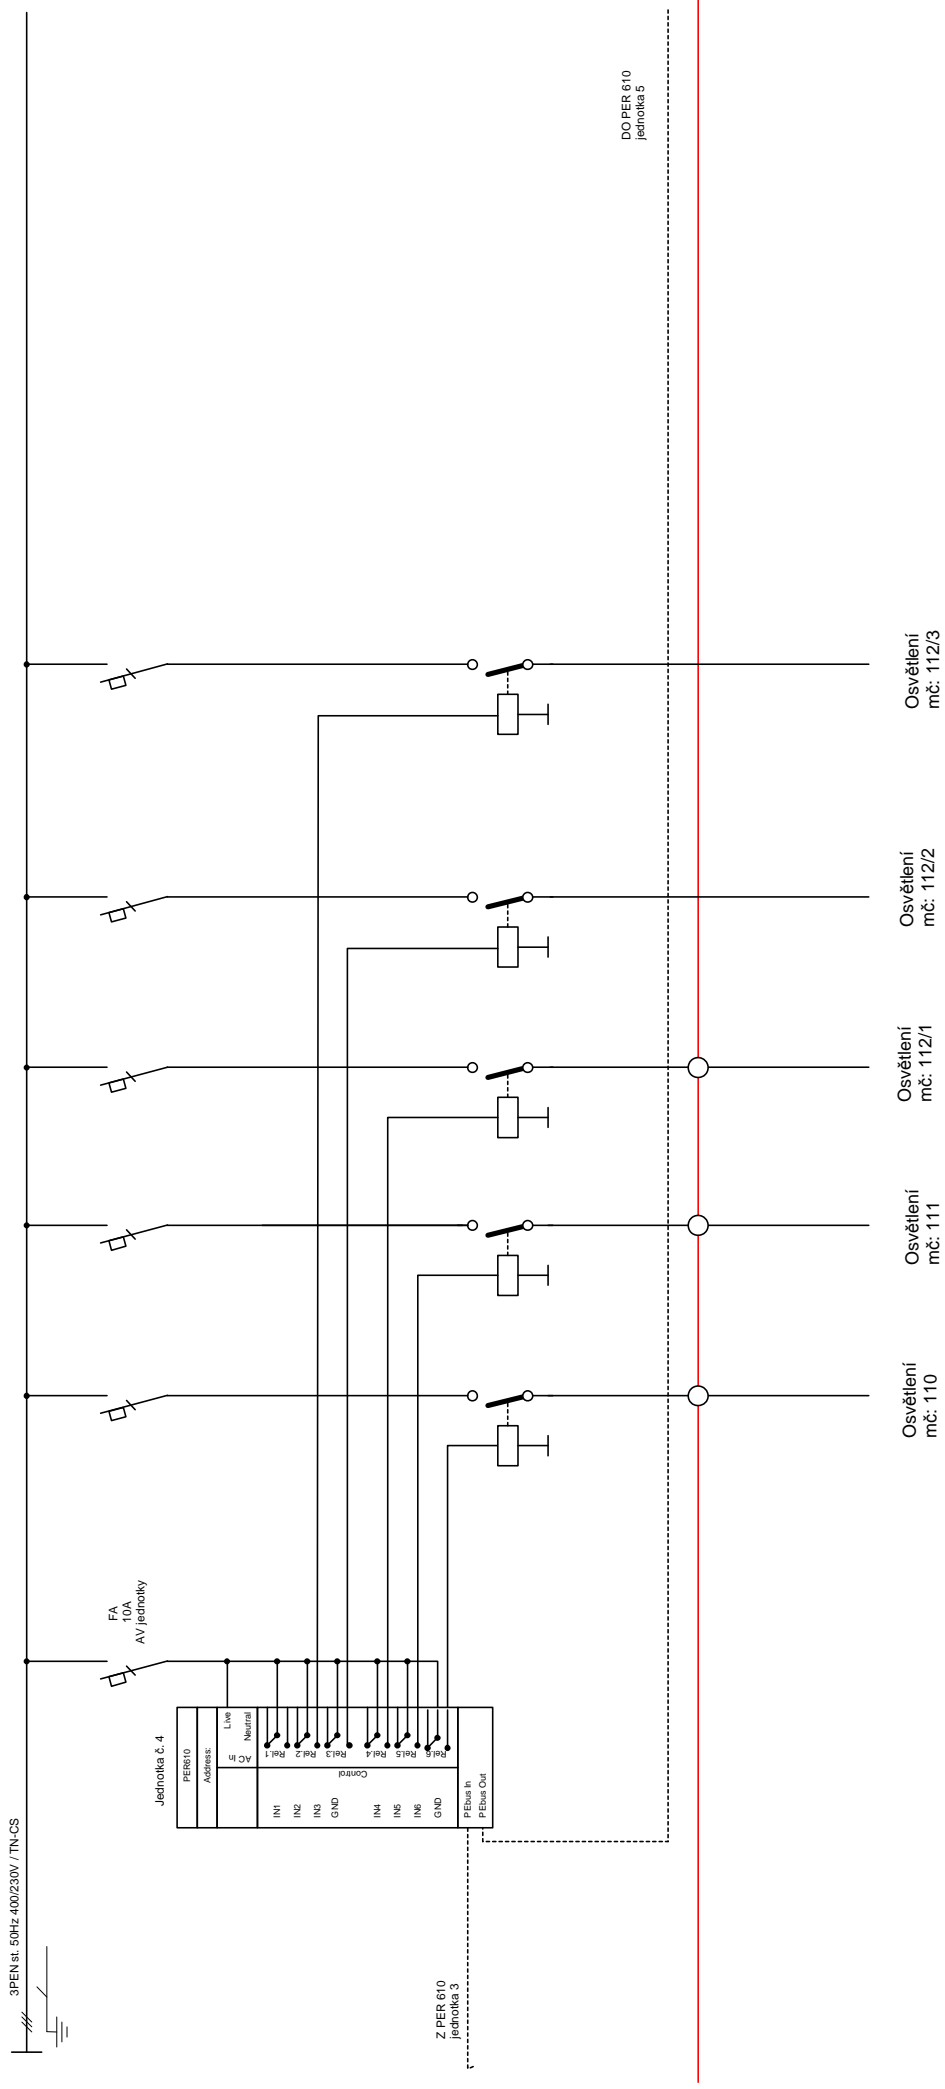 3PEN st. 50Hz 400/230V / TN-CS
Jednotka č. 4
PER610
Address:
AC In
Live
Neutral
Control
Rel.1
Rel.2
Rel.3
Rel.4
Rel.5
Rel.6
IN1
IN2
IN3
GND
IN4
IN5
IN6
GND
PEbus In
PEbus Out
Z PER 610
jednotka 3
FA
10A
AV jednotky
DO PER 610
jednotka 5
Osvětlení
mč: 110
Osvětlení
mč: 111
Osvětlení
mč: 112/1
Osvětlení
mč: 112/2
Osvětlení
mč: 112/3